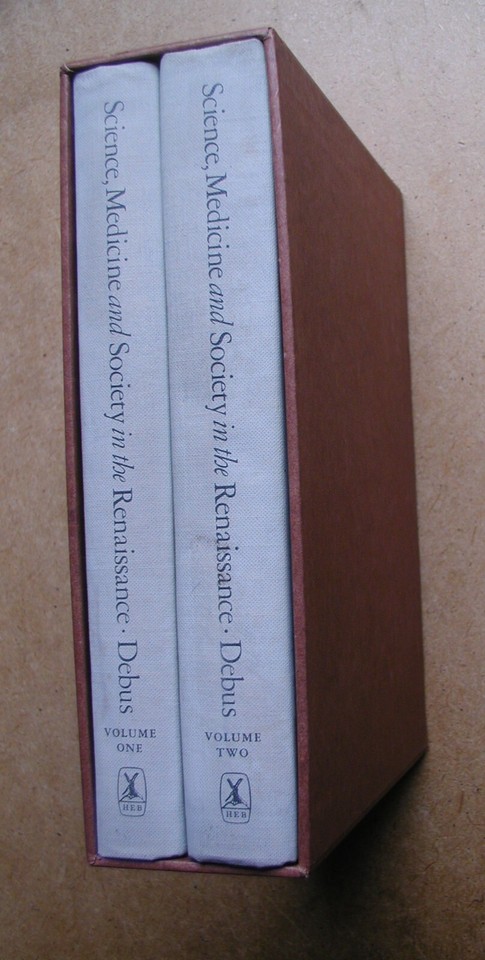 Science, Medicine and Society in the Renaissance · Debus
VOLUME
ONE
HEB
Science, Medicine and Society in the Renaissance · Debus
VOLUME
TWO
HEB